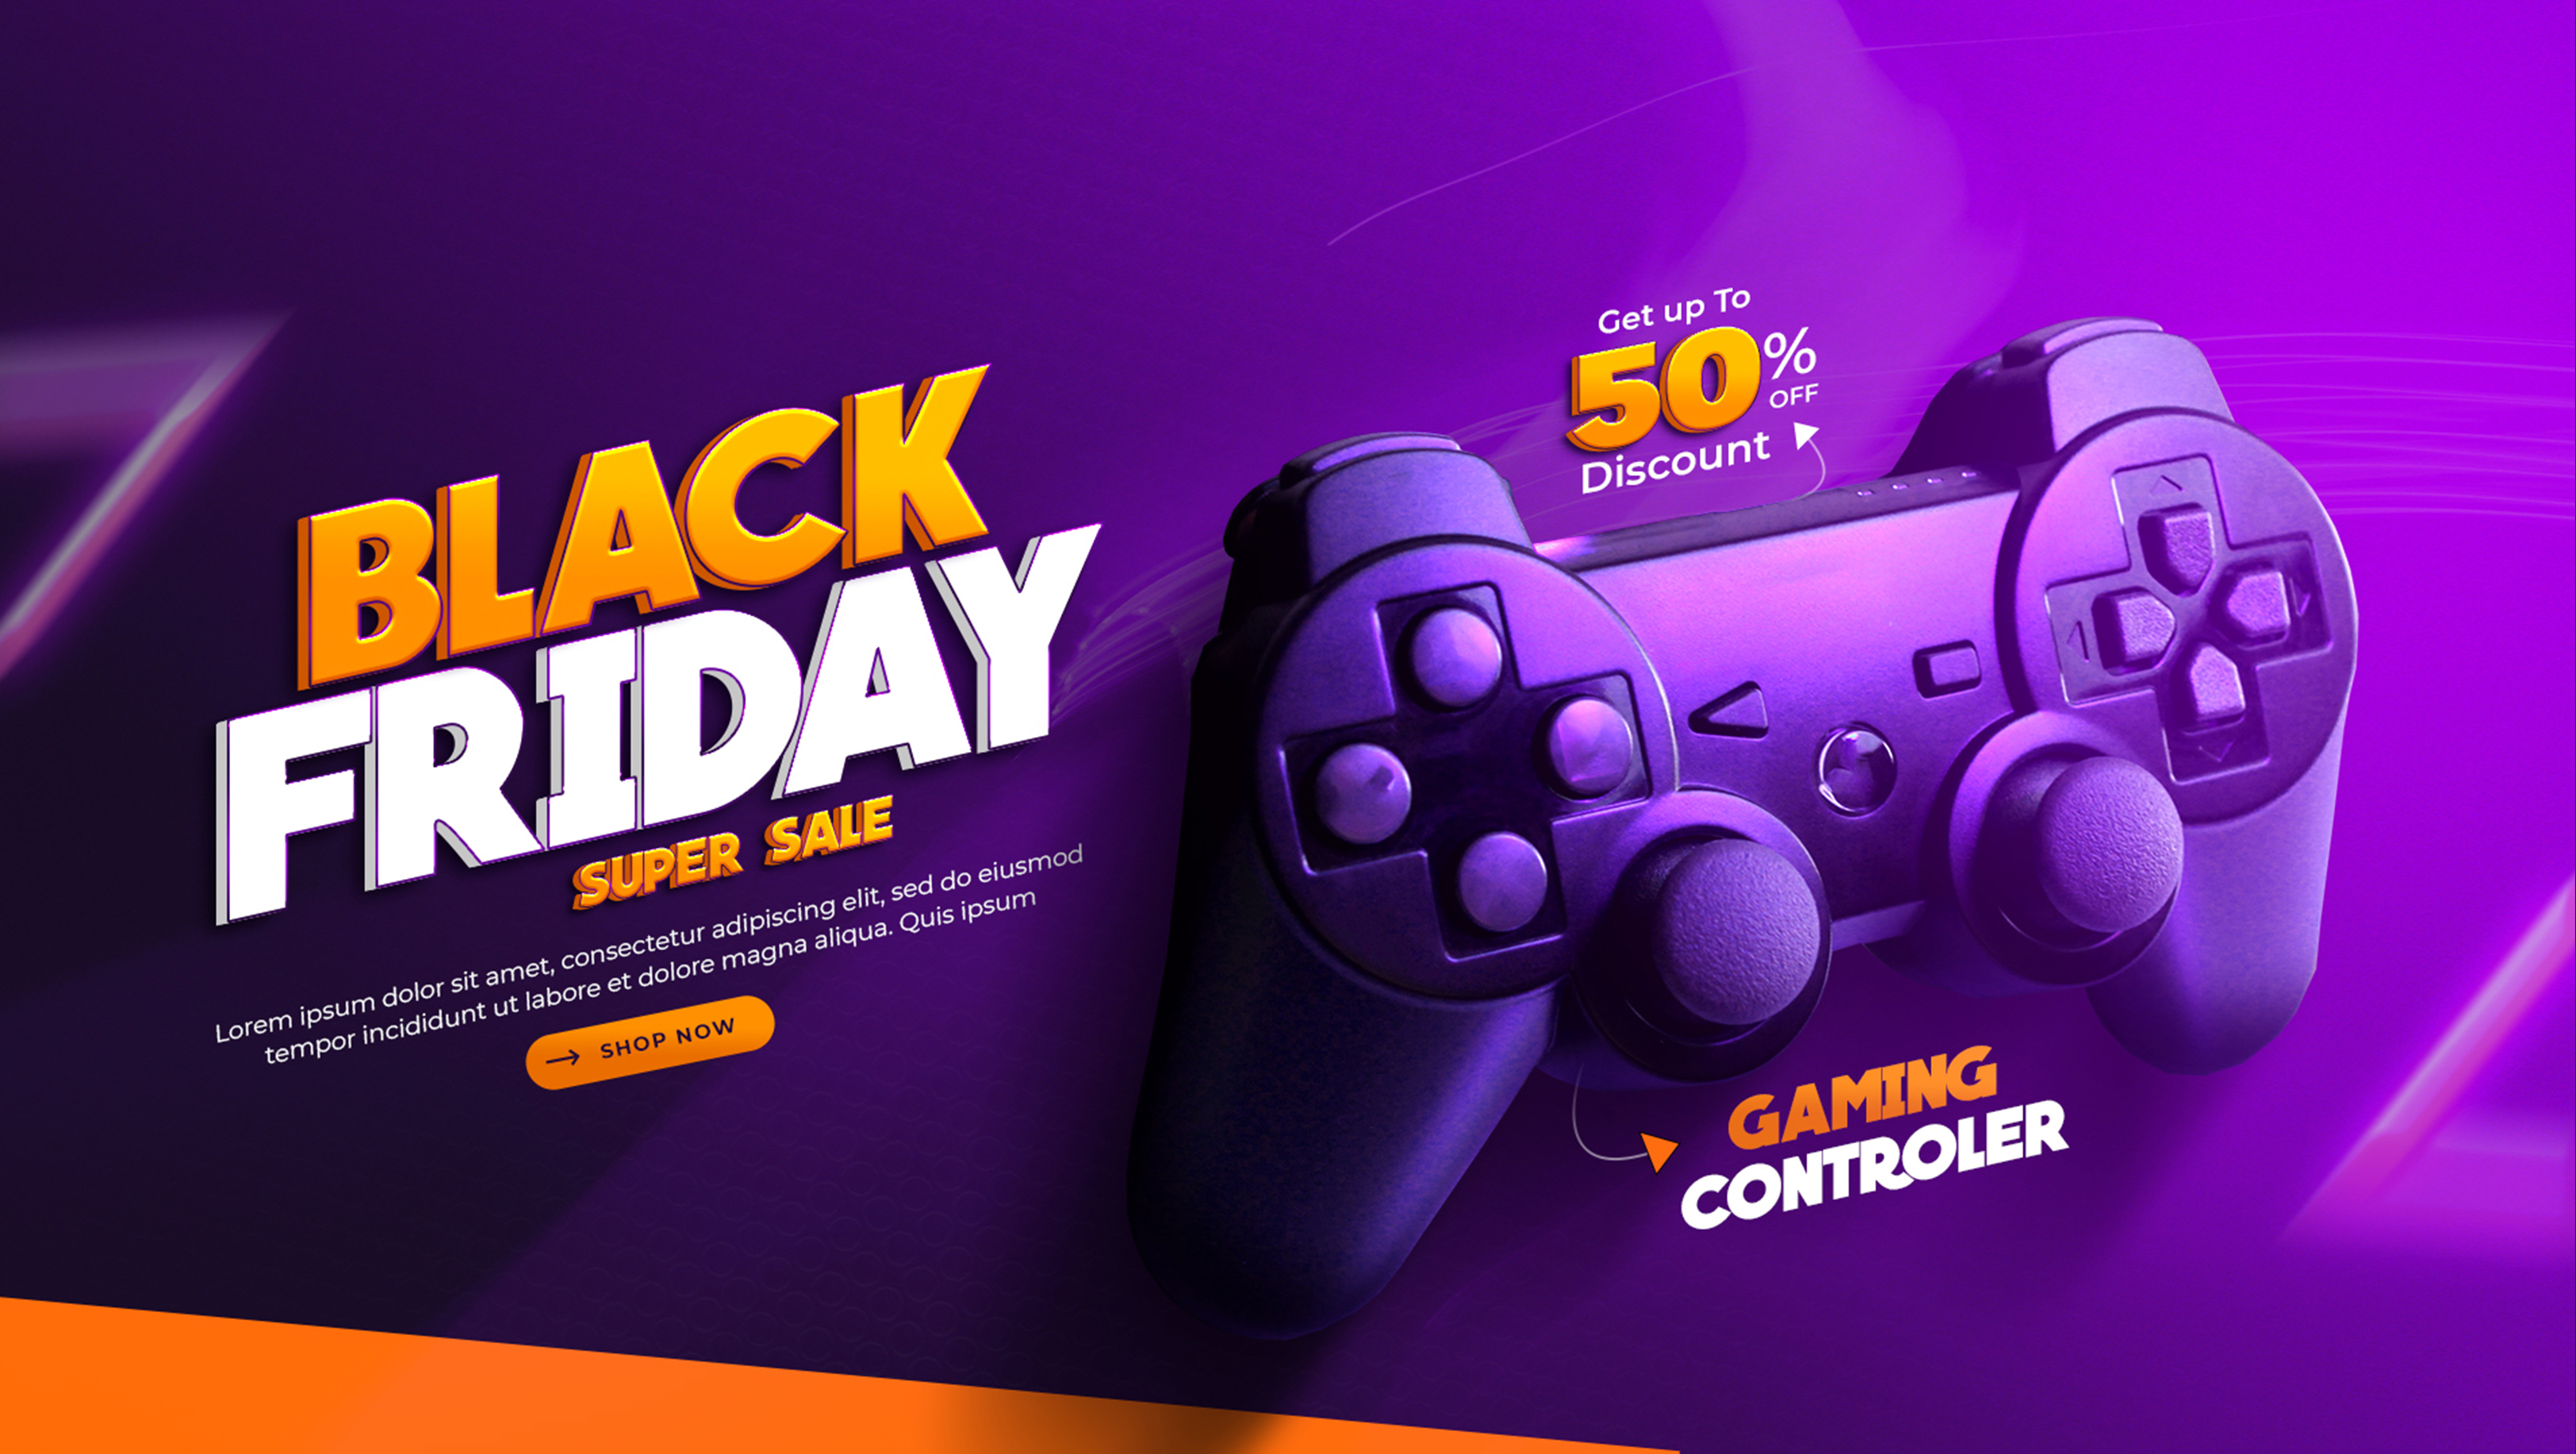 BLACK
FRIDAY
SUPER SALE
Lorem ipsum dolor sit amet, consectetur adipiscing elit, sed do eiusmod
tempor incididunt ut labore et dolore magna aliqua. Quis ipsum
SHOP NOW
Get up To
50%
OFF
Discount
GAMING
CONTROLER